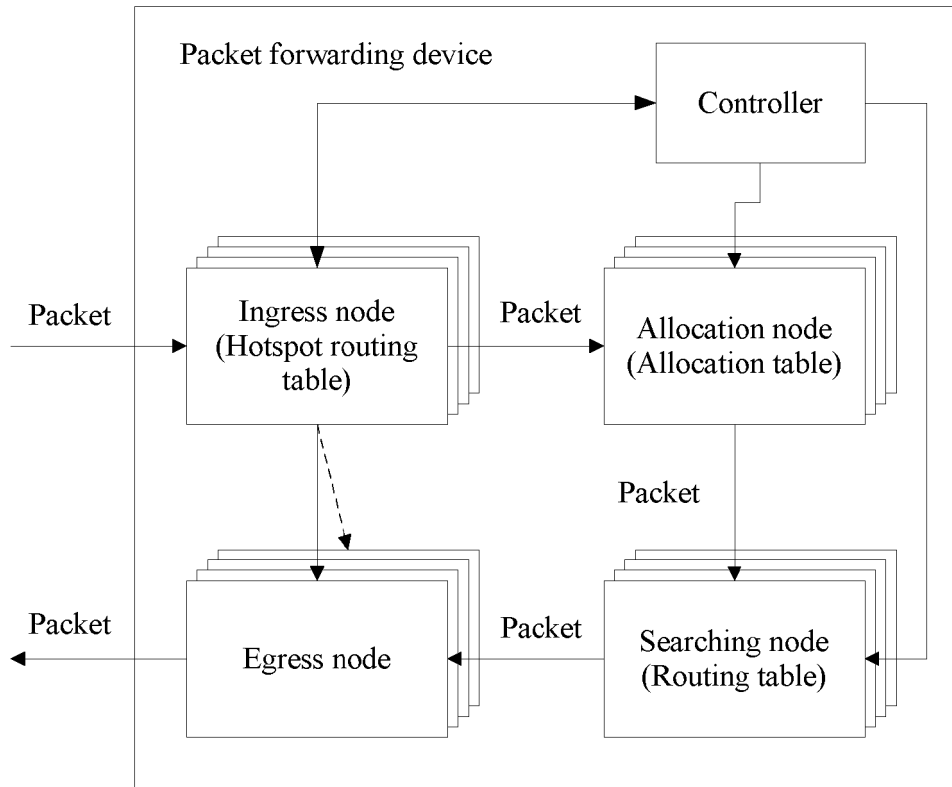 Packet forwarding device
Controller
Packet
Ingress node
(Hotspot routing
table)
Packet
Allocation node
(Allocation table)
Packet
Packet
Egress node
Packet
Searching node
(Routing table)